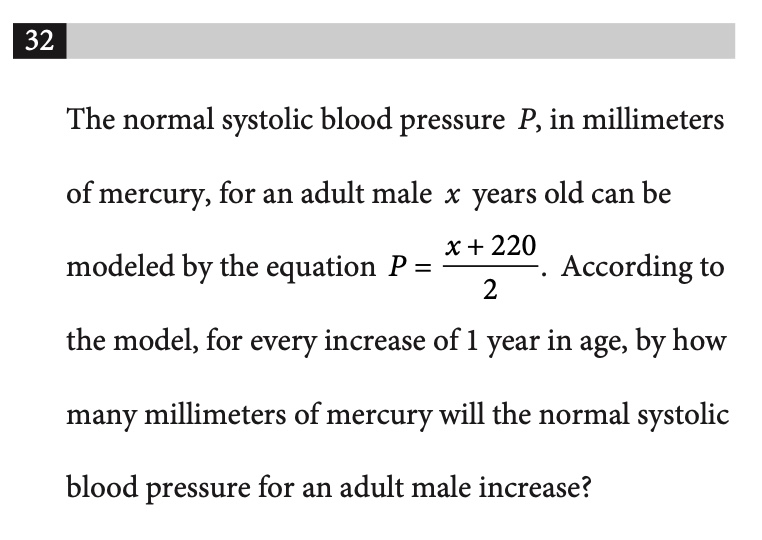 32
The normal systolic blood pressure P, in millimeters
of mercury, for an adult male x years old can be
modeled by the equation P = (x + 220)/2. According to
the model, for every increase of 1 year in age, by how
many millimeters of mercury will the normal systolic
blood pressure for an adult male increase?